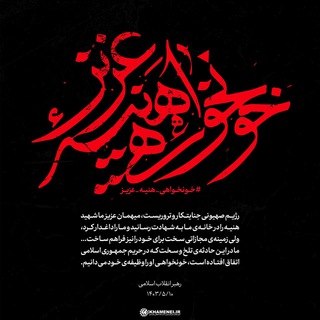 خونخواهی هنیه عزیز
#خونخواهی_هنیه_عزیز
رژیم صهیونی جنایتکار و تروریست، میهمان عزیز ما شهید
هنیه را در خانه‌ی ما به شهادت رسانید و ما را داغدار کرد،
ولی زمینه‌ی مجازاتی سخت برای خود را نیز فراهم ساخت...
ما در این حادثه‌ی تلخ و سخت که در حریم جمهوری اسلامی
اتفاق افتاده است، خونخواهی او را وظیفه‌ی خود می‌دانیم.
رهبر انقلاب اسلامی
۱۴۰۳/۵/۱۰
KHAMENEI.IR